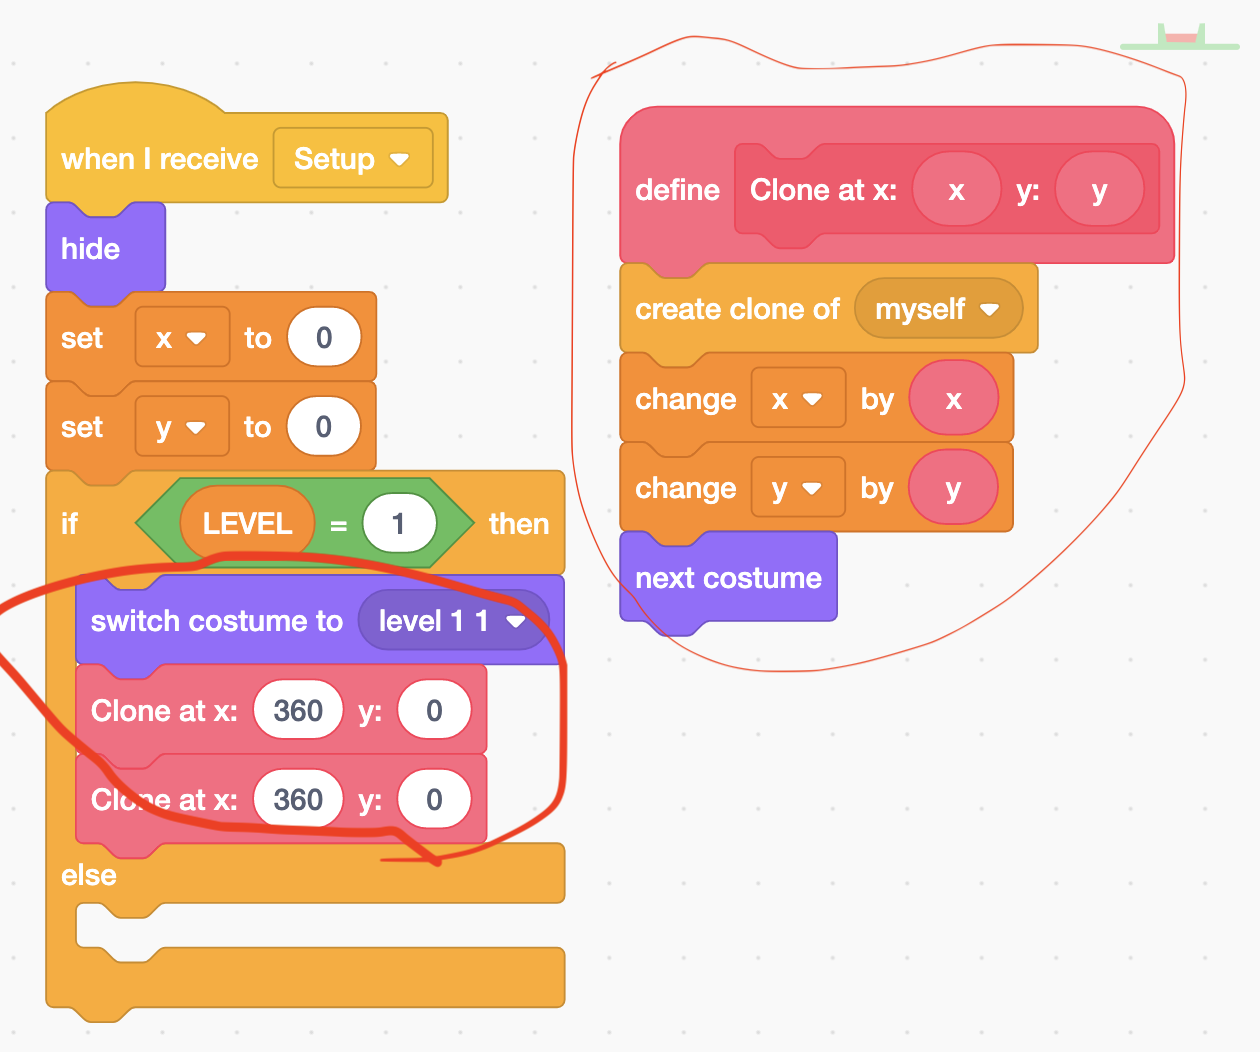 when I receive Setup
hide
set x to 0
set y to 0
if LEVEL = 1 then
switch costume to level 1 1
Clone at x: 360 y: 0
Clone at x: 360 y: 0
else
define Clone at x: x y: y
create clone of myself
change x by x
change y by y
next costume